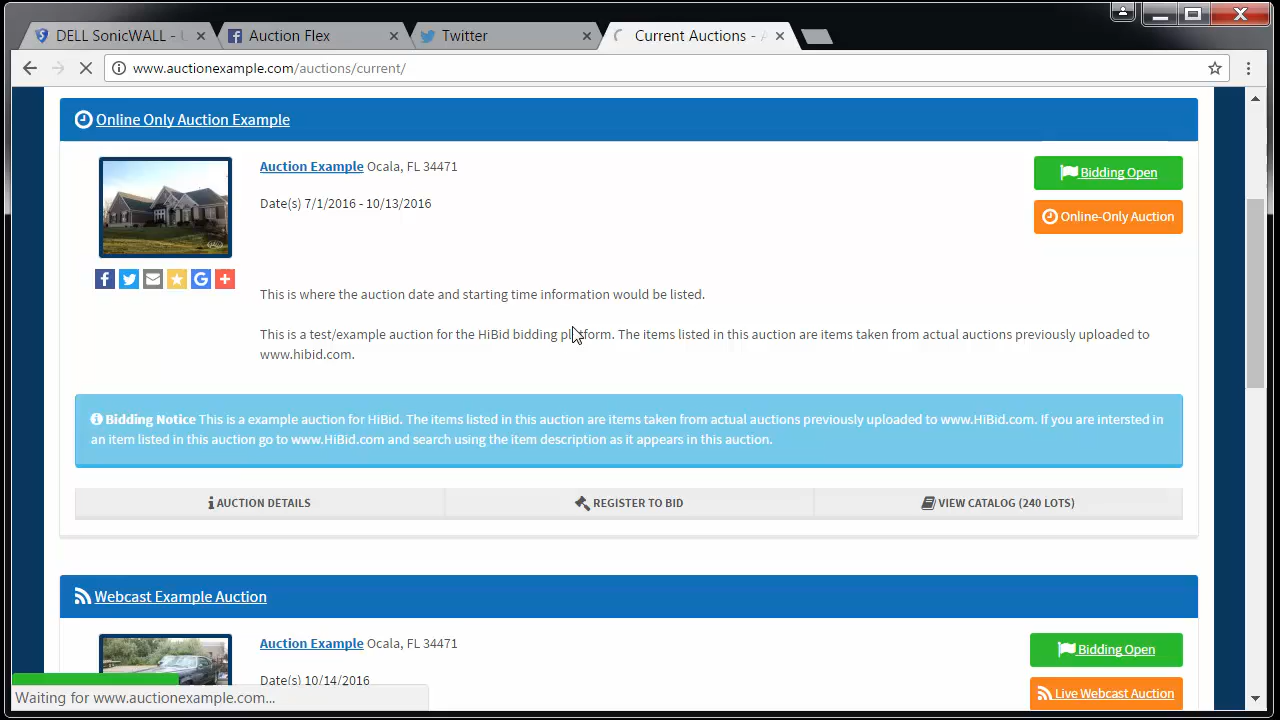 DELL SonicWALL - U
Auction Flex
Twitter
Current Auctions - A
www.auctionexample.com/auctions/current/
Online Only Auction Example
Auction Example Ocala, FL 34471
Bidding Open
Date(s) 7/1/2016 - 10/13/2016
Online-Only Auction
This is where the auction date and starting time information would be listed.
This is a test/example auction for the HiBid bidding platform. The items listed in this auction are items taken from actual auctions previously uploaded to
www.hibid.com.
Bidding Notice This is a example auction for HiBid. The items listed in this auction are items taken from actual auctions previously uploaded to www.HiBid.com. If you are intersted in
an item listed in this auction go to www.HiBid.com and search using the item description as it appears in this auction.
AUCTION DETAILS
REGISTER TO BID
VIEW CATALOG (240 LOTS)
Webcast Example Auction
Auction Example Ocala, FL 34471
Bidding Open
Date(s) 10/14/2016
Live Webcast Auction
Waiting for www.auctionexample.com...